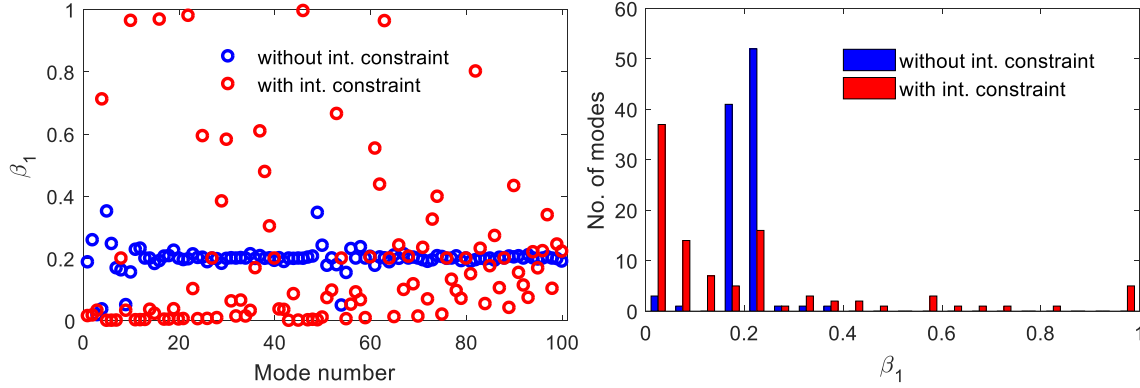 1
0.8
0.6
0.4
0.2
0
β1
without int. constraint
with int. constraint
0 20 40 60 80 100
Mode number
60
50
40
30
20
10
0
No. of modes
without int. constraint
with int. constraint
0 0.2 0.4 0.6 0.8 1
β1